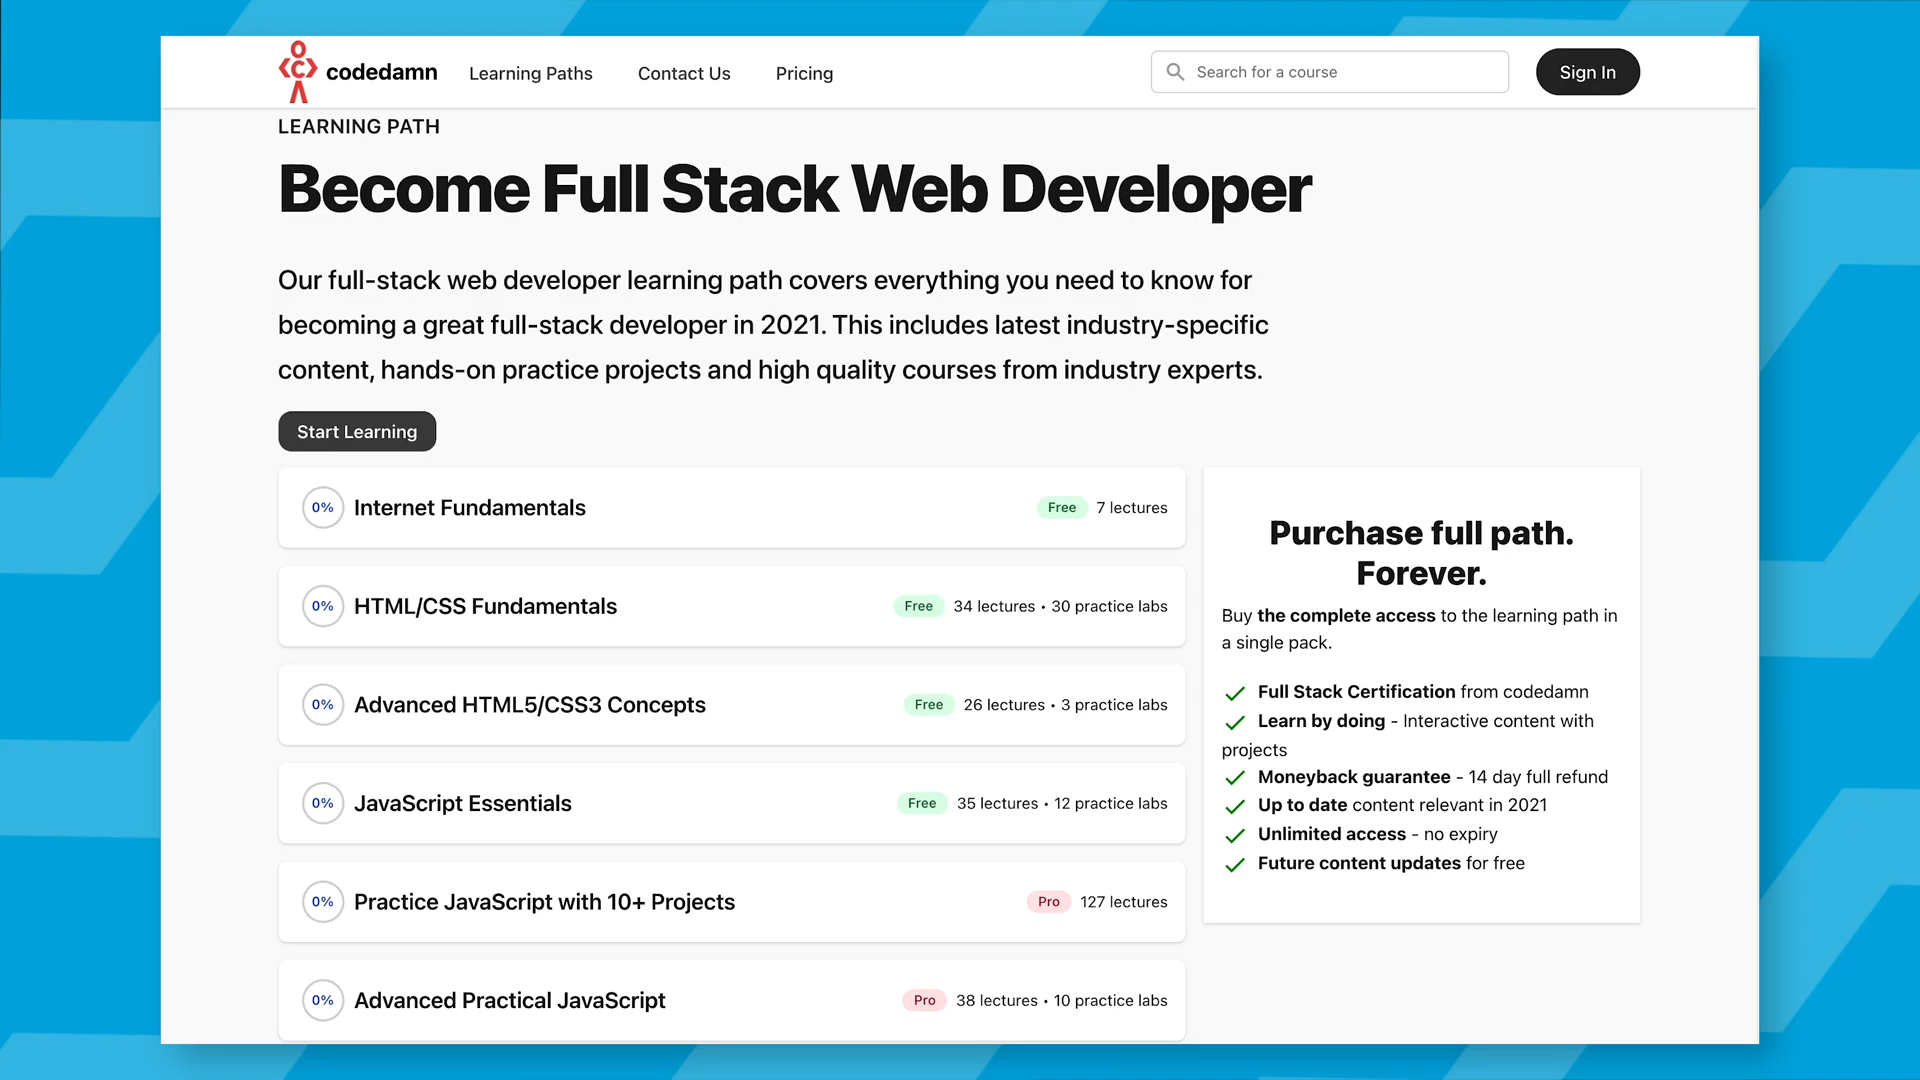 codedamn
Learning Paths
Contact Us
Pricing
Search for a course
Sign In
LEARNING PATH
Become Full Stack Web Developer
Our full-stack web developer learning path covers everything you need to know for
becoming a great full-stack developer in 2021. This includes latest industry-specific
content, hands-on practice projects and high quality courses from industry experts.
Start Learning
0% Internet Fundamentals Free 7 lectures
0% HTML/CSS Fundamentals Free 34 lectures • 30 practice labs
0% Advanced HTML5/CSS3 Concepts Free 26 lectures • 3 practice labs
0% JavaScript Essentials Free 35 lectures • 12 practice labs
0% Practice JavaScript with 10+ Projects Pro 127 lectures
0% Advanced Practical JavaScript Pro 38 lectures • 10 practice labs
Purchase full path.
Forever.
Buy the complete access to the learning path in
a single pack.
Full Stack Certification from codedamn
Learn by doing - Interactive content with
projects
Moneyback guarantee - 14 day full refund
Up to date content relevant in 2021
Unlimited access - no expiry
Future content updates for free